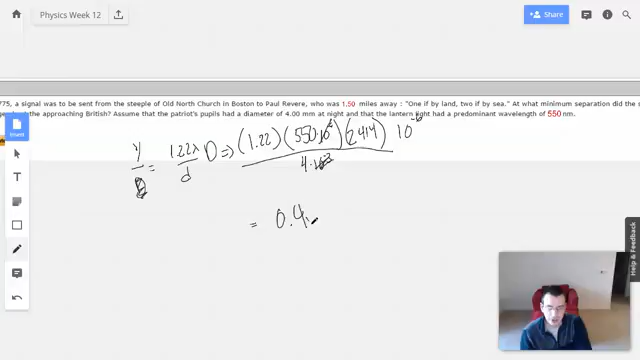 Physics Week 12
Share
775, a signal was to be sent from the steeple of Old North Church in Boston to Paul Revere, who was 1.50 miles away : "One if by land, two if by sea." At what minimum separation did the s
the approaching British? Assume that the patriot's pupils had a diameter of 4.00 mm at night and that the lantern light had a predominant wavelength of 550 nm.
Insert
y = 1.22λ D => (1.22) (550·10 ) (2414) 10
d 4·10
= 0.4
Help & Feedback